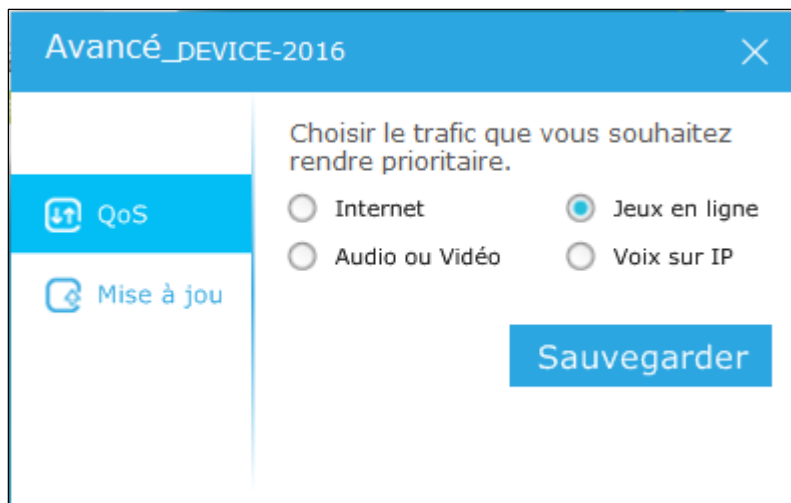 Avancé_DEVICE-2016
Choisir le trafic que vous souhaitez
rendre prioritaire.
QoS
Internet
Jeux en ligne
Audio ou Vidéo
Voix sur IP
Mise à jou
Sauvegarder